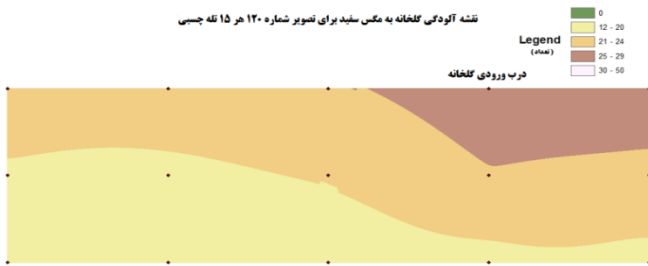 نقشه آلودگی گلخانه به مگس سفید برای تصویر شماره ۱۲۰ هر ۱۵ تله چسبی
Legend
(تعداد)
0
12 - 20
21 - 24
25 - 29
30 - 50
درب ورودی گلخانه